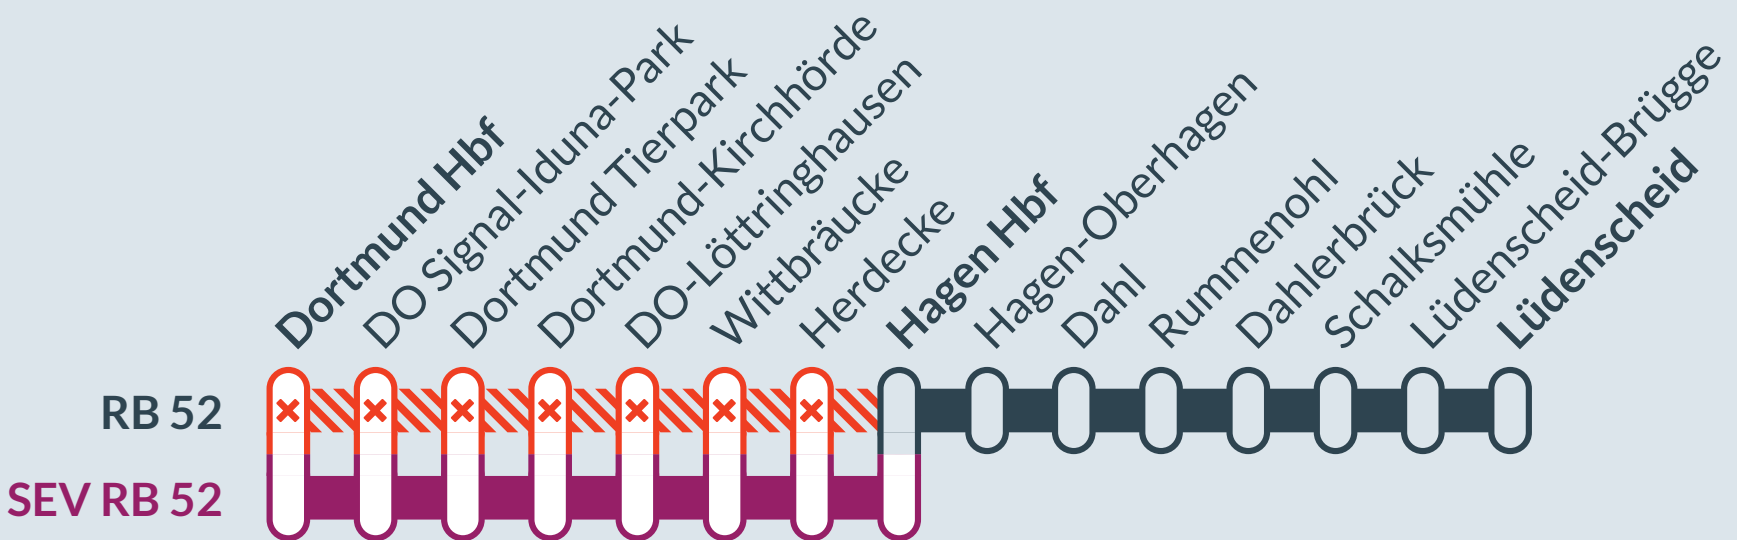 Dortmund Hbf
DO Signal-Iduna-Park
Dortmund Tierpark
Dortmund-Kirchhörde
DO-Löttringhausen
Wittbräucke
Herdecke
Hagen Hbf
Hagen-Oberhagen
Dahl
Rummenohl
Dahlerbrück
Schalksmühle
Lüdenscheid-Brügge
Lüdenscheid
RB 52
SEV RB 52